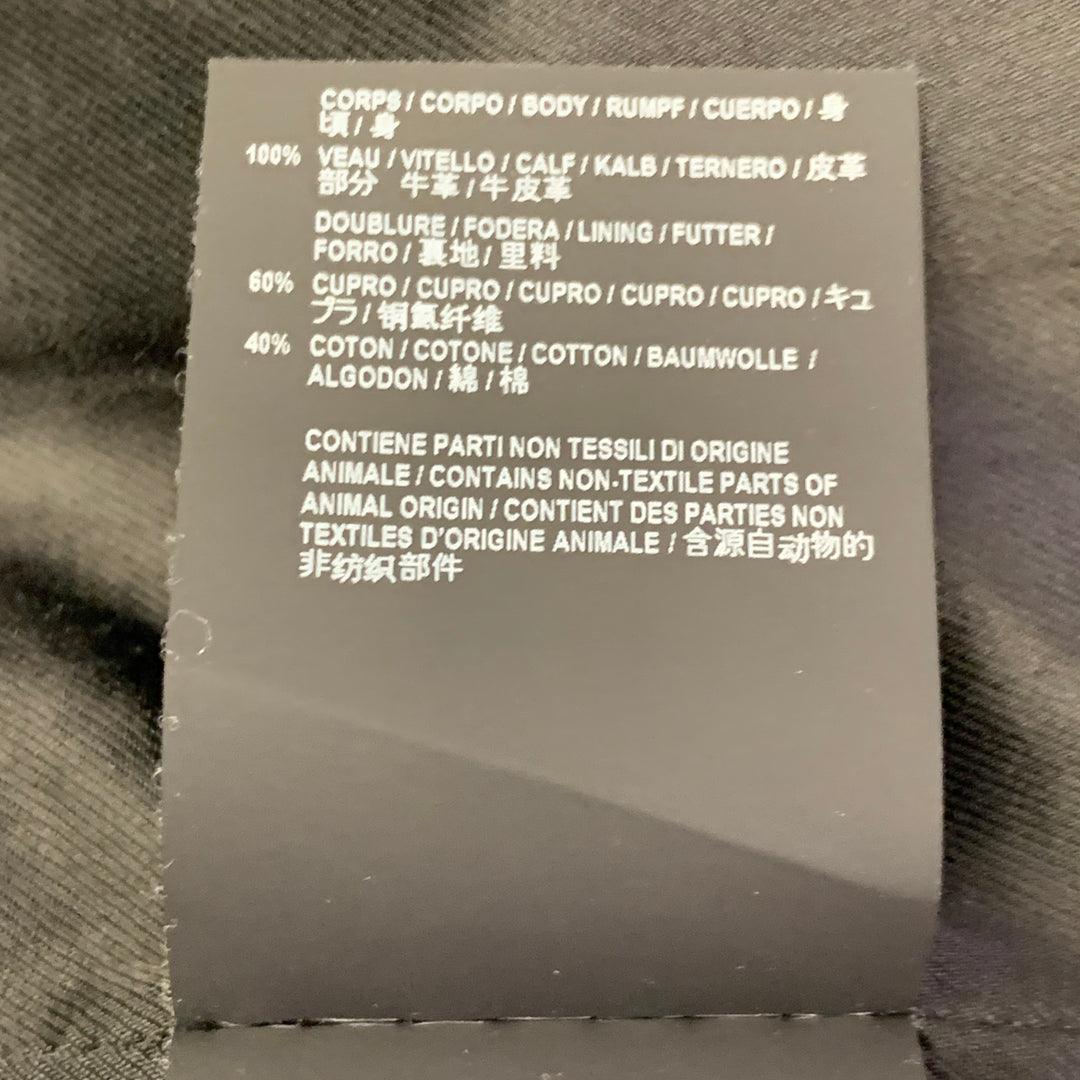 CORPS / CORPO / BODY / RUMPF / CUERPO / 身
頃 / 身
100% VEAU / VITELLO / CALF / KALB / TERNERO / 皮革
部分 牛革 / 牛皮革
DOUBLURE / FODERA / LINING / FUTTER /
FORRO / 裏地 / 里料
60% CUPRO / CUPRO / CUPRO / CUPRO / CUPRO / キュ
プラ / 铜氨纤维
40% COTON / COTONE / COTTON / BAUMWOLLE /
ALGODON / 綿 / 棉
CONTIENE PARTI NON TESSILI DI ORIGINE
ANIMALE / CONTAINS NON-TEXTILE PARTS OF
ANIMAL ORIGIN / CONTIENT DES PARTIES NON
TEXTILES D'ORIGINE ANIMALE / 含源自动物的
非纺织部件